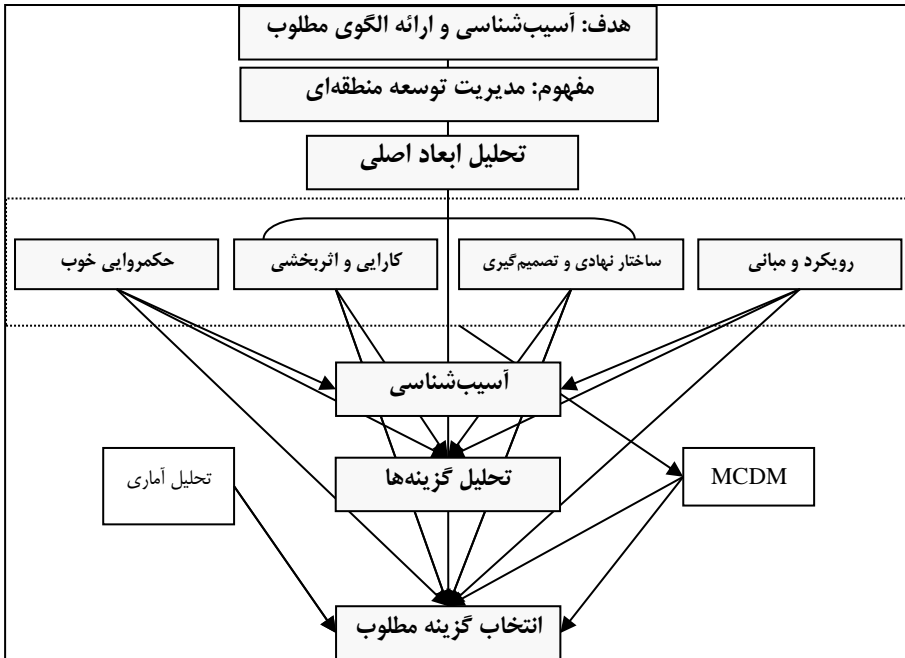 هدف: آسیب‌شناسی و ارائه الگوی مطلوب
مفهوم: مدیریت توسعه منطقه‌ای
تحلیل ابعاد اصلی
رویکرد و مبانی
ساختار نهادی و تصمیم‌گیری
کارایی و اثربخشی
حکمروایی خوب
آسیب‌شناسی
MCDM
تحلیل گزینه‌ها
تحلیل آماری
انتخاب گزینه مطلوب